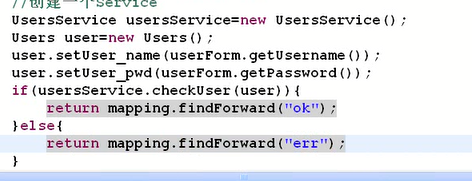 //创建一个Service
UsersService usersService=new UsersService();
Users user=new Users();
user.setUser_name(userForm.getUsername());
user.setUser_pwd(userForm.getPassword());
if(usersService.checkUser(user)){
return mapping.findForward("ok");
}else{
return mapping.findForward("err");
}